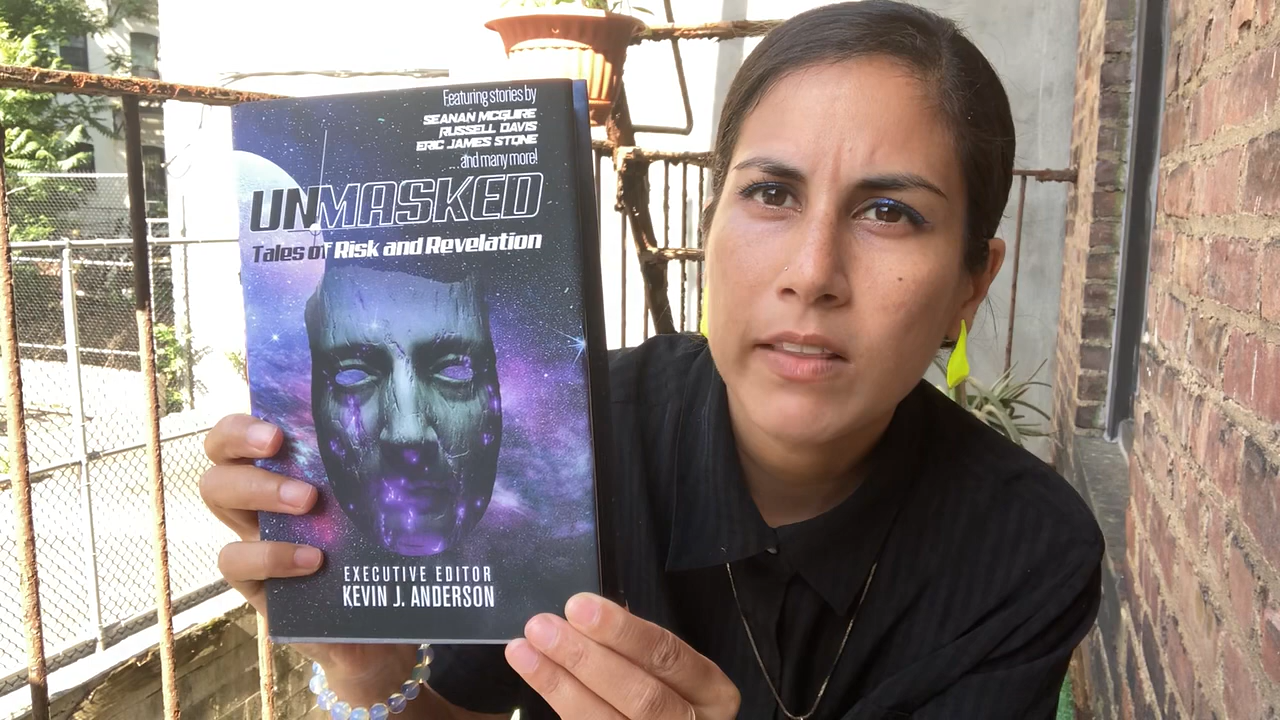 Featuring stories by
SEANAN MCGUIRE
RUSSELL DAVIS
ERIC JAMES STONE
...and many more!
UNMASKED
Tales of Risk and Revelation
EXECUTIVE EDITOR
KEVIN J. ANDERSON